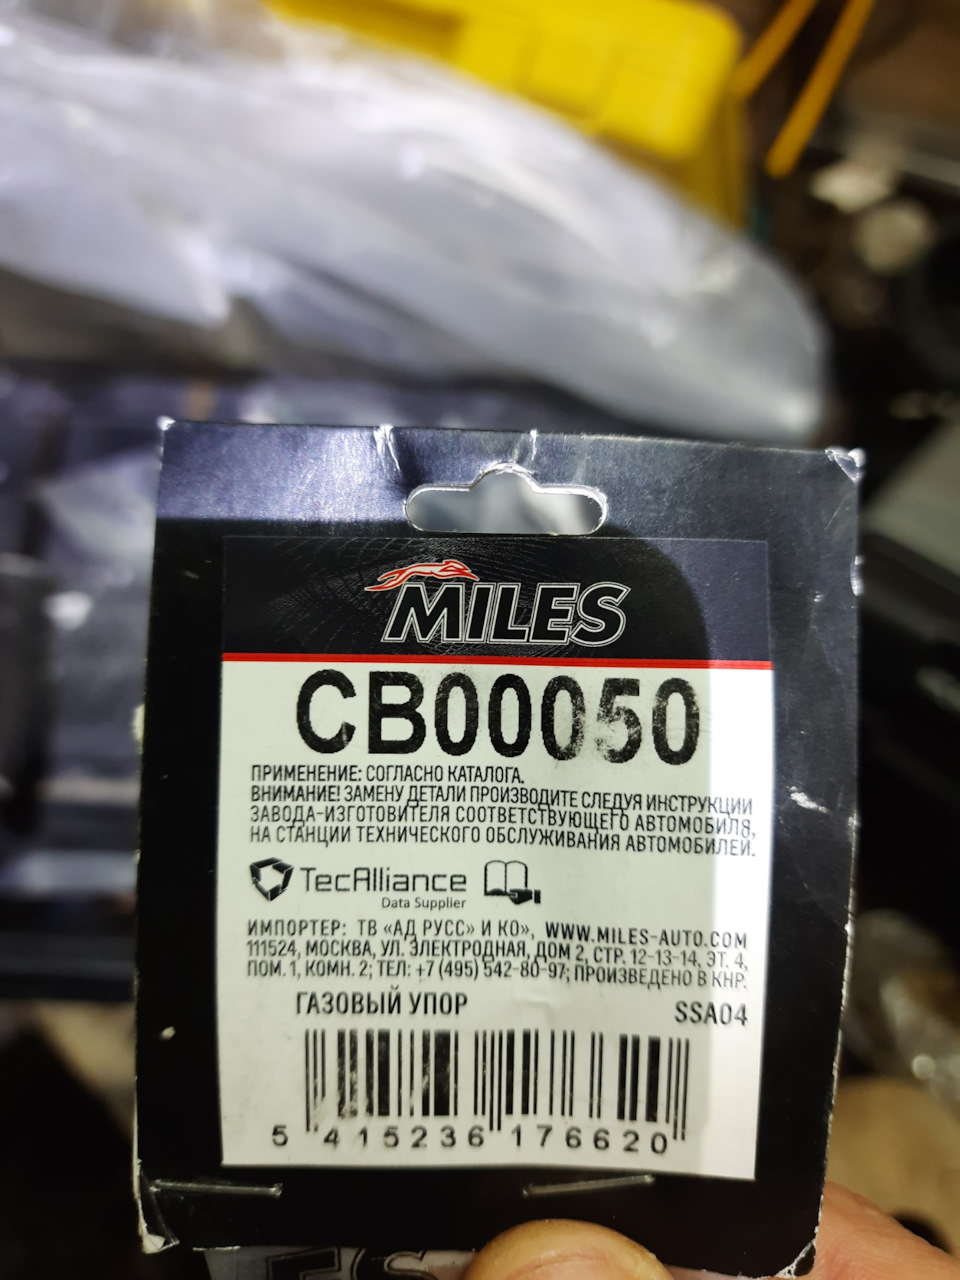 MILES
CB00050
ПРИМЕНЕНИЕ: СОГЛАСНО КАТАЛОГА.
ВНИМАНИЕ! ЗАМЕНУ ДЕТАЛИ ПРОИЗВОДИТЕ СЛЕДУЯ ИНСТРУКЦИИ
ЗАВОДА-ИЗГОТОВИТЕЛЯ СООТВЕТСТВУЮЩЕГО АВТОМОБИЛЯ,
НА СТАНЦИИ ТЕХНИЧЕСКОГО ОБСЛУЖИВАНИЯ АВТОМОБИЛЕЙ.
TecAlliance
Data Supplier
ИМПОРТЕР: ТВ «АД РУСС» И КО», WWW.MILES-AUTO.COM
111524, МОСКВА, УЛ. ЭЛЕКТРОДНАЯ, ДОМ 2, СТР. 12-13-14, ЭТ. 4,
ПОМ. 1, КОМН. 2; ТЕЛ: +7 (495) 542-80-97; ПРОИЗВЕДЕНО В КНР.
ГАЗОВЫЙ УПОР SSA04
5 415236 176620